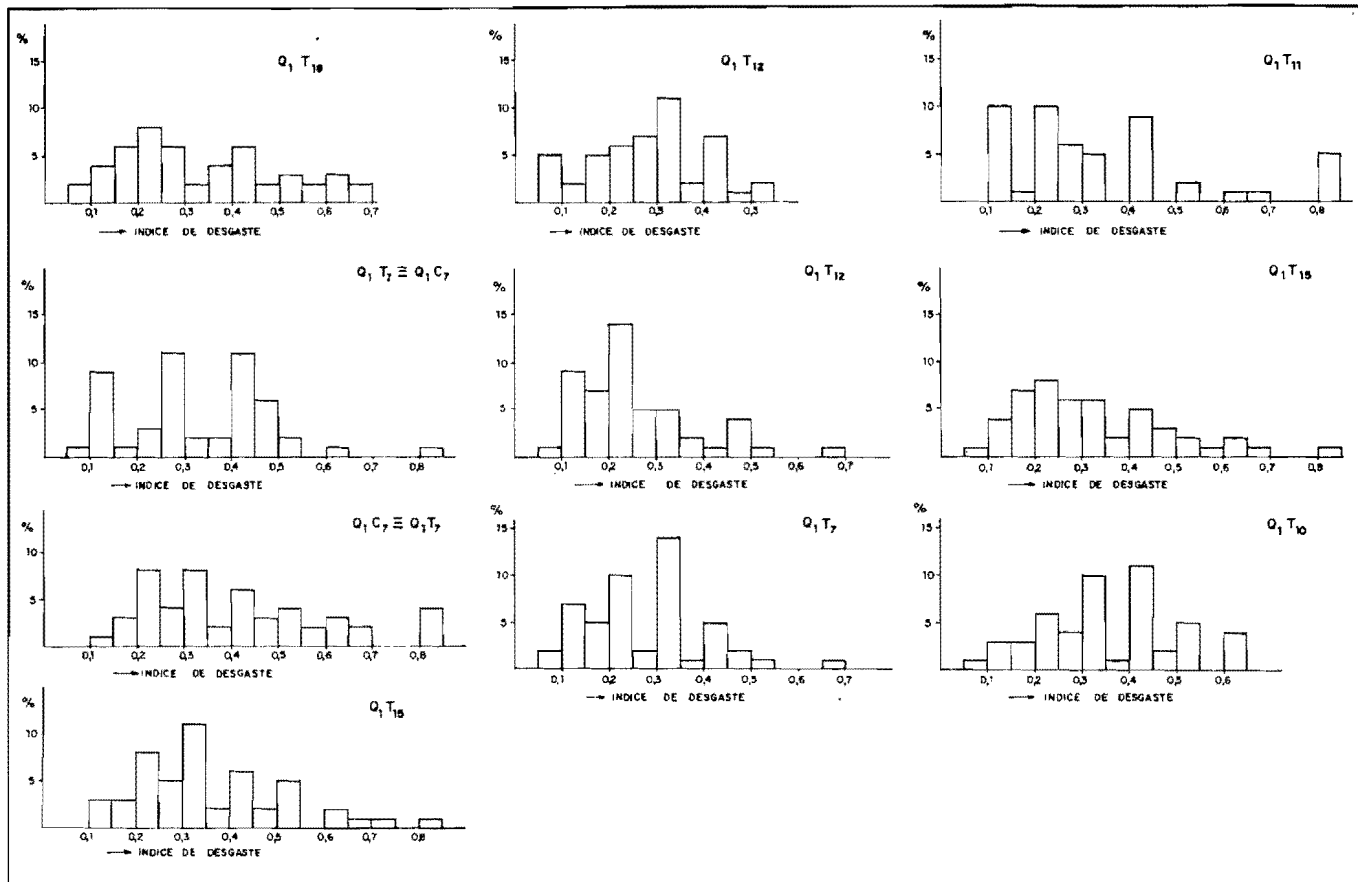 %
Q₁ T₁₈
15
10
5
0,1 0,2 0,3 0,4 0,5 0,6 0,7
→ INDICE DE DESGASTE
%
Q₁ T₁₂
15
10
5
0,1 0,2 0,3 0,4 0,5
→ INDICE DE DESGASTE
%
Q₁ T₁₁
15
10
5
0,1 0,2 0,3 0,4 0,5 0,6 0,7 0,8
→ INDICE DE DESGASTE
%
Q₁ T₇ ≡ Q₁ C₇
15
10
5
0,1 0,2 0,3 0,4 0,5 0,6 0,7 0,8
→ INDICE DE DESGASTE
%
Q₁ T₁₂
15
10
5
0,1 0,2 0,3 0,4 0,5 0,6 0,7
→ INDICE DE DESGASTE
%
Q₁ T₁₅
15
10
5
0,1 0,2 0,3 0,4 0,5 0,6 0,7 0,8
→ INDICE DE DESGASTE
%
Q₁ C₇ ≡ Q₁ T₇
10
5
0,1 0,2 0,3 0,4 0,5 0,6 0,7 0,8
→ INDICE DE DESGASTE
%
Q₁ T₇
15
10
5
0,1 0,2 0,3 0,4 0,5 0,6 0,7
→ INDICE DE DESGASTE
%
Q₁ T₁₀
15
10
5
0,1 0,2 0,3 0,4 0,5 0,6
→ INDICE DE DESGASTE
%
Q₁ T₁₅
10
5
0,1 0,2 0,3 0,4 0,5 0,6 0,7 0,8
→ INDICE DE DESGASTE